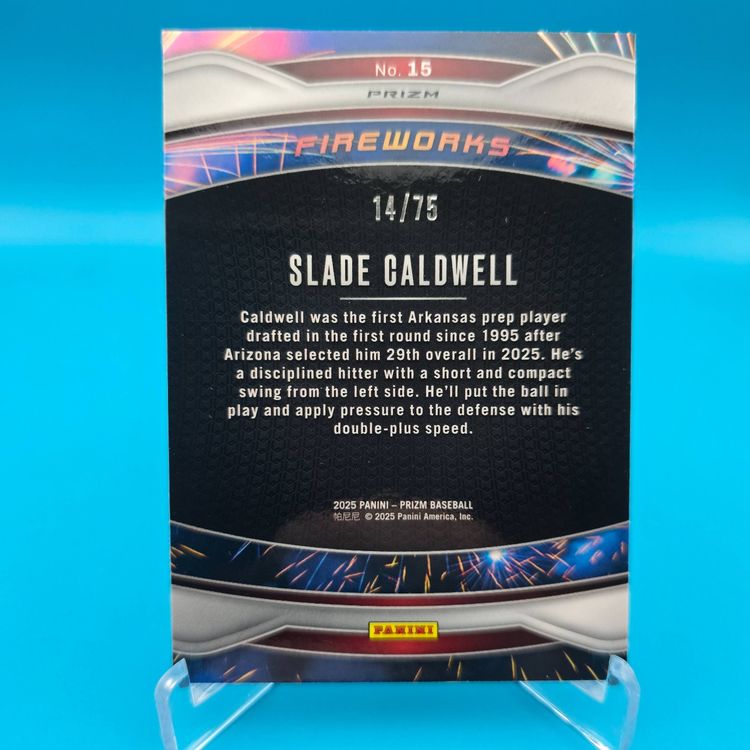 No. 15
PRIZM
FIREWORKS
14/75
SLADE CALDWELL
Caldwell was the first Arkansas prep player
drafted in the first round since 1995 after
Arizona selected him 29th overall in 2025. He's
a disciplined hitter with a short and compact
swing from the left side. He'll put the ball in
play and apply pressure to the defense with his
double-plus speed.
2025 PANINI – PRIZM BASEBALL
帕尼尼 © 2025 Panini America, Inc.
PANINI